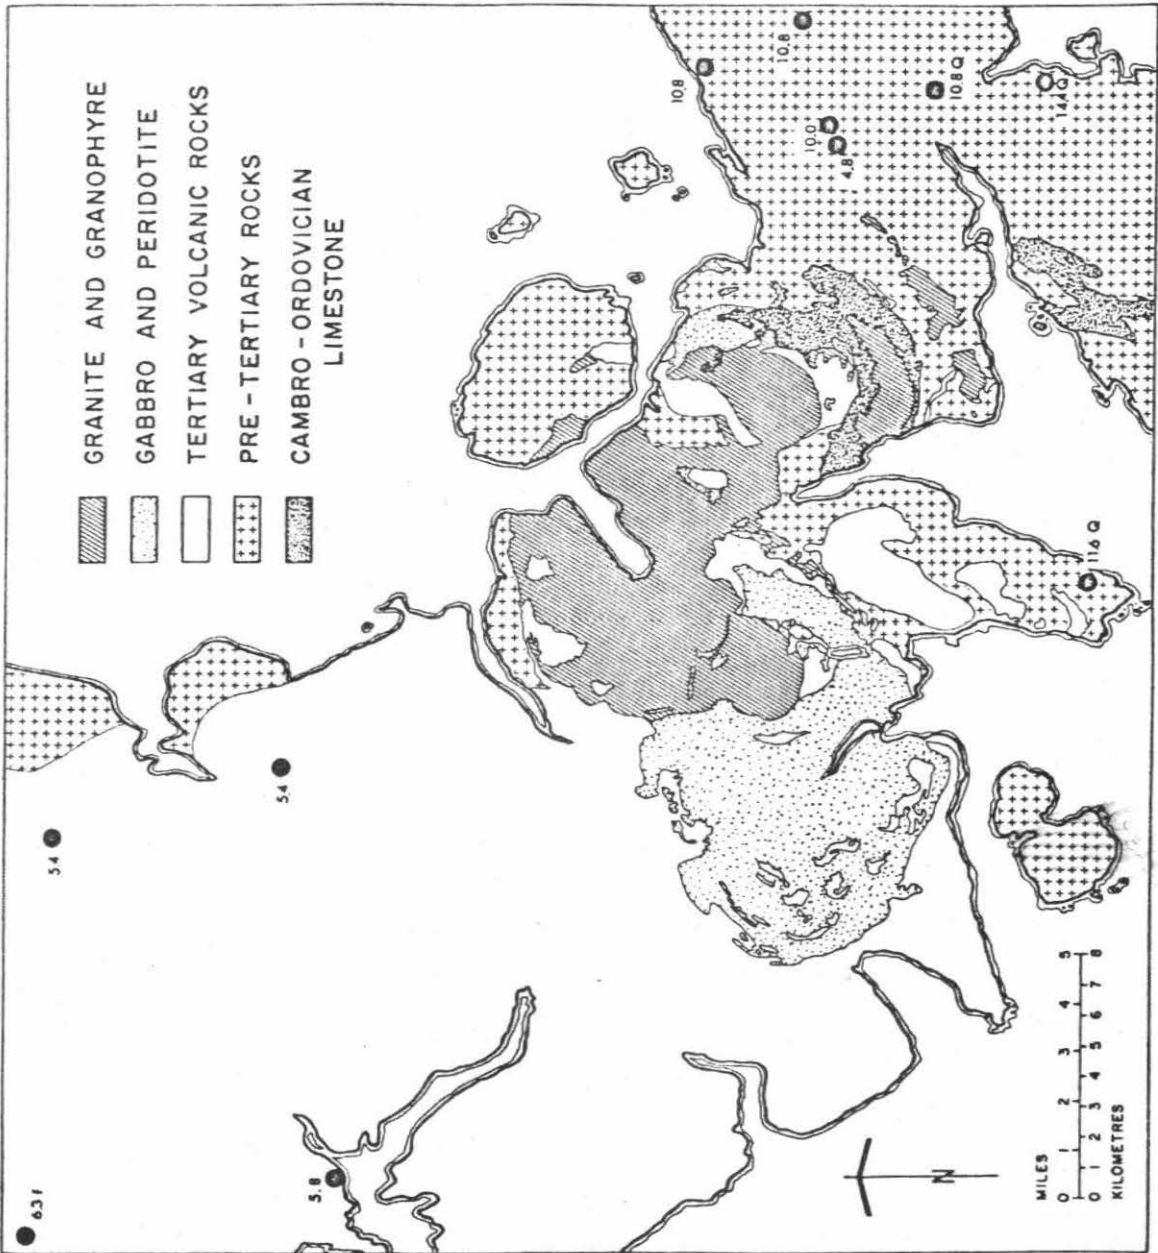 GRANITE AND GRANOPHYRE
GABBRO AND PERIDOTITE
TERTIARY VOLCANIC ROCKS
PRE-TERTIARY ROCKS
CAMBRO-ORDOVICIAN
LIMESTONE
6.3 f
5.4
5.4
5.8
10.8
10.8
10.0
4.8
10.8 Q
14.4 Q
11.6 Q
N
MILES
0 1 2 3 4 5
0 1 2 3 4 5 6 7 8
KILOMETRES